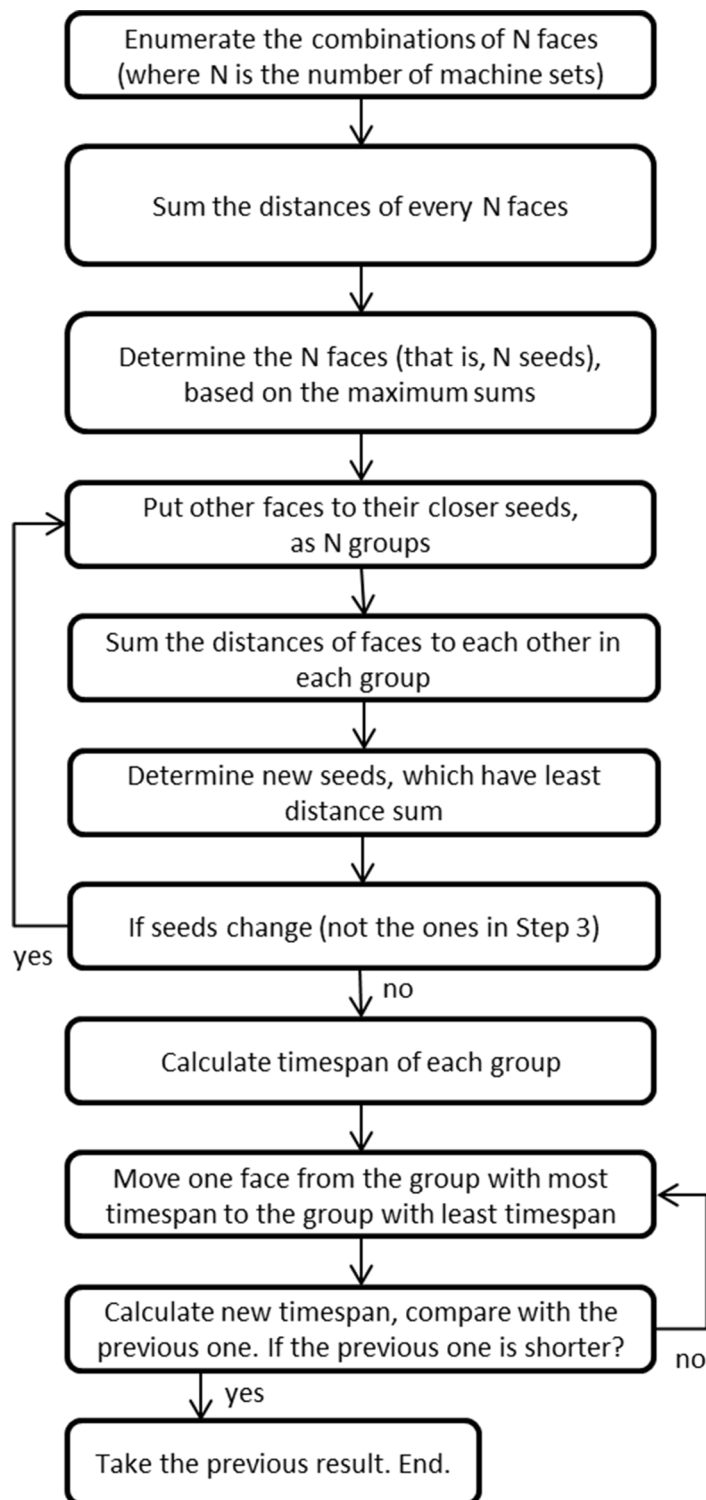 Enumerate the combinations of N faces
(where N is the number of machine sets)
Sum the distances of every N faces
Determine the N faces (that is, N seeds),
based on the maximum sums
Put other faces to their closer seeds,
as N groups
Sum the distances of faces to each other in
each group
Determine new seeds, which have least
distance sum
If seeds change (not the ones in Step 3)
yes
no
Calculate timespan of each group
Move one face from the group with most
timespan to the group with least timespan
Calculate new timespan, compare with the
previous one. If the previous one is shorter?
no
yes
Take the previous result. End.